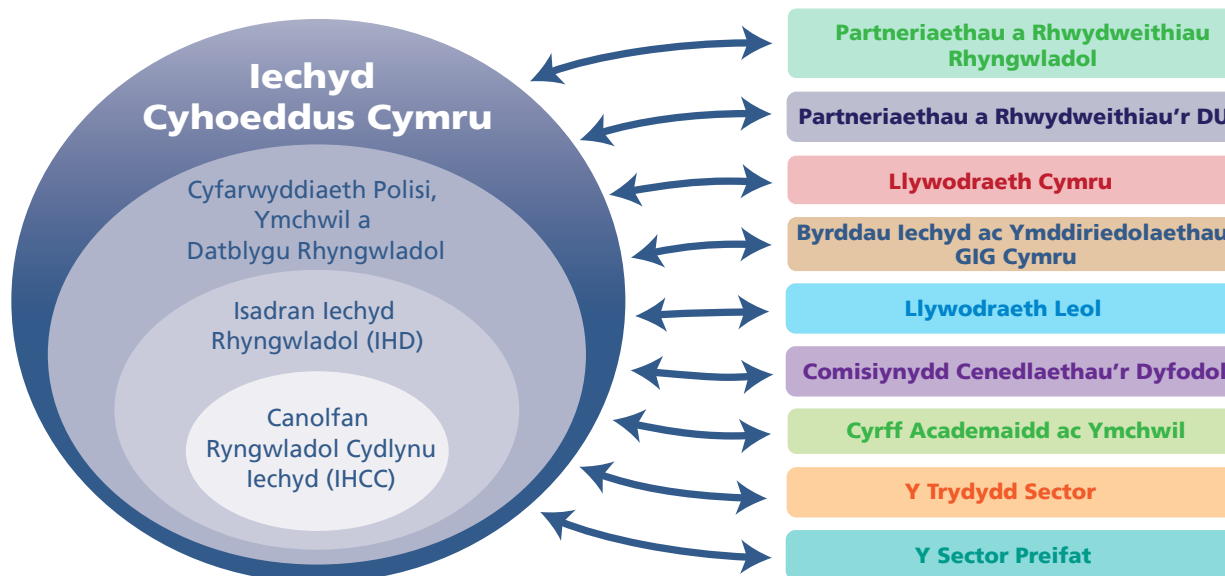 Iechyd
Cyhoeddus Cymru
Cyfarwyddiaeth Polisi,
Ymchwil a
Datblygu Rhyngwladol
Isadran Iechyd
Rhyngwladol (IHD)
Canolfan
Ryngwladol Cydlynu
Iechyd (IHCC)
Partneriaethau a Rhwydweithiau
Rhyngwladol
Partneriaethau a Rhwydweithiau’r DU
Llywodraeth Cymru
Byrddau Iechyd ac Ymddiriedolaethau
GIG Cymru
Llywodraeth Leol
Comisiynydd Cenedlaethau'r Dyfodol
Cyrff Academaidd ac Ymchwil
Y Trydydd Sector
Y Sector Preifat